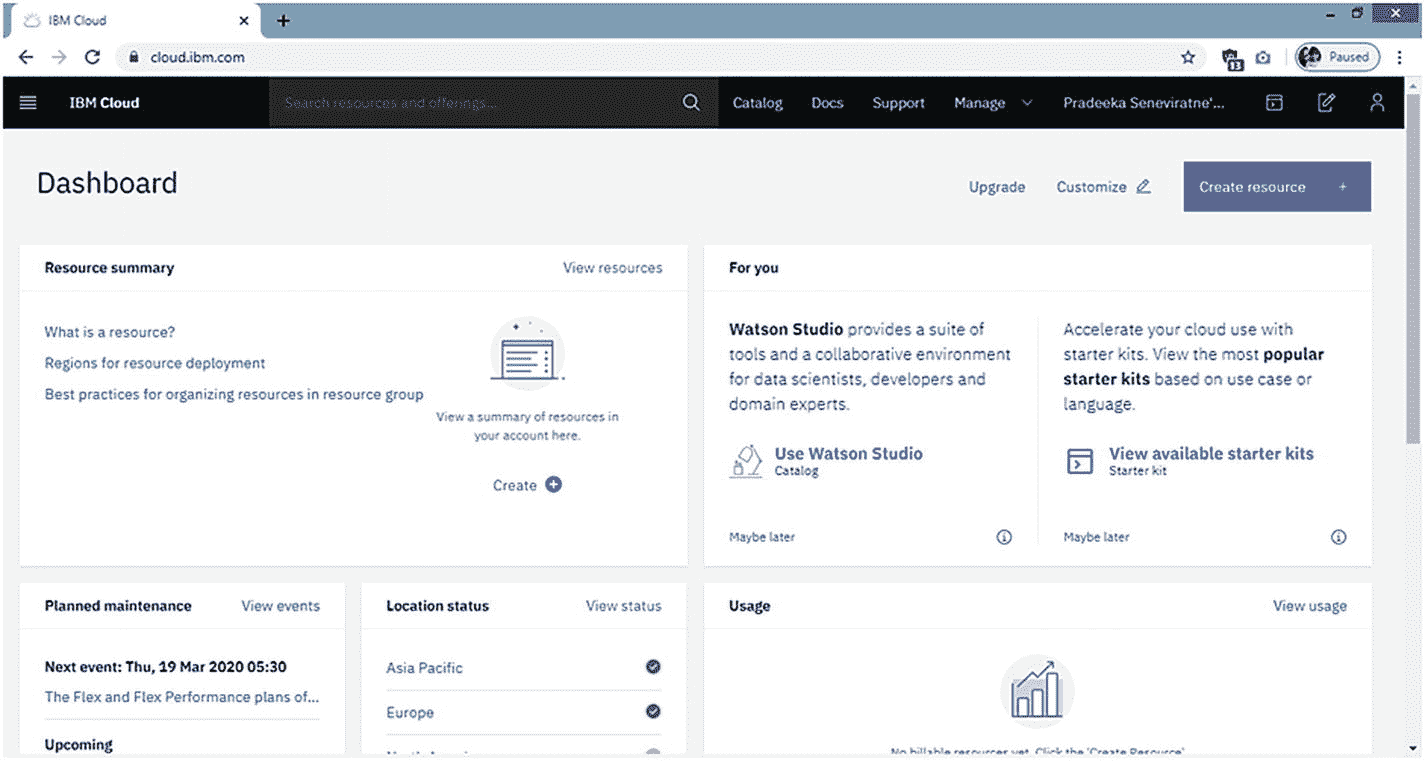 IBM Cloud
cloud.ibm.com
13
Paused
IBM Cloud
Search resources and offerings...
Catalog
Docs
Support
Manage
Pradeeka Seneviratne'...
Dashboard
Upgrade
Customize
Create resource +
Resource summary
View resources
What is a resource?
Regions for resource deployment
Best practices for organizing resources in resource group
View a summary of resources in
your account here.
Create
For you
Watson Studio provides a suite of
tools and a collaborative environment
for data scientists, developers and
domain experts.
Use Watson Studio
Catalog
Maybe later
Accelerate your cloud use with
starter kits. View the most popular
starter kits based on use case or
language.
View available starter kits
Starter kit
Maybe later
Planned maintenance
View events
Next event: Thu, 19 Mar 2020 05:30
The Flex and Flex Performance plans of...
Upcoming
Location status
View status
Asia Pacific
Europe
Usage
View usage
No billable resources yet. Click the 'Create Resource'